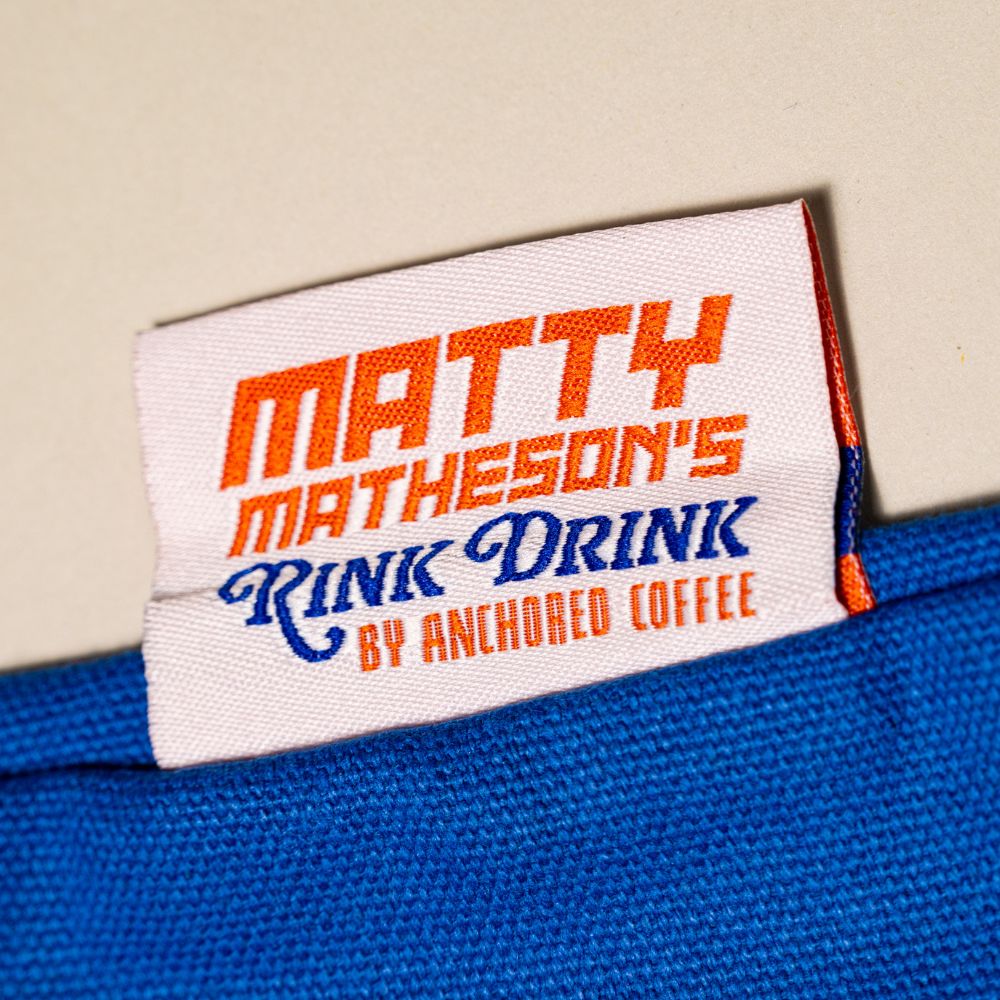 MATTY
MATHESON'S
RINK DRINK
BY ANCHORED COFFEE